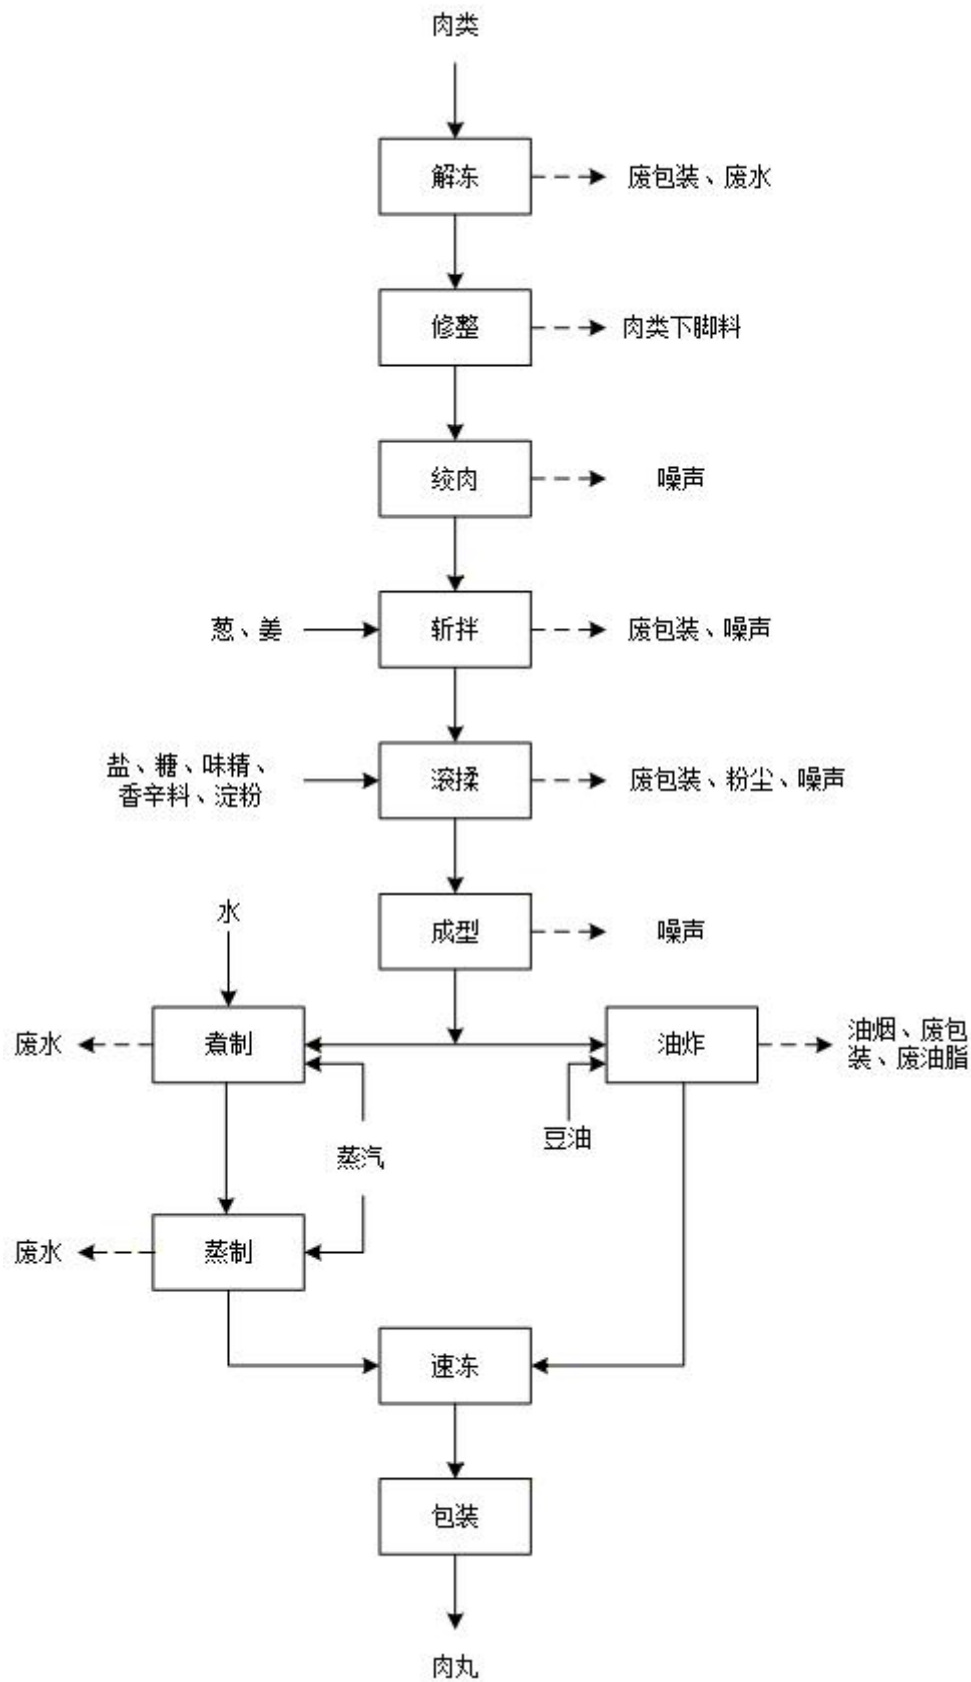 肉类
解冻
废包装、废水
修整
肉类下脚料
绞肉
噪声
葱、姜
斩拌
废包装、噪声
盐、糖、味精、
香辛料、淀粉
滚揉
废包装、粉尘、噪声
水
成型
噪声
废水
煮制
油炸
油烟、废包
装、废油脂
蒸汽
豆油
废水
蒸制
速冻
包装
肉丸